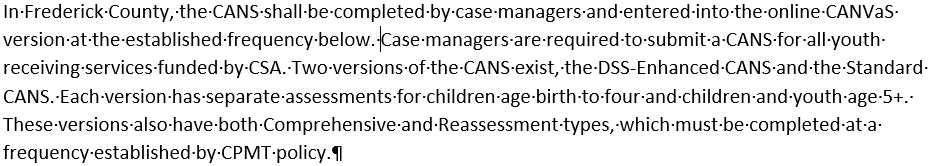 In Frederick County, the CANS shall be completed by case managers and entered into the online CANVaS
version at the established frequency below. Case managers are required to submit a CANS for all youth
receiving services funded by CSA. Two versions of the CANS exist, the DSS-Enhanced CANS and the Standard
CANS. Each version has separate assessments for children age birth to four and children and youth age 5+.
These versions also have both Comprehensive and Reassessment types, which must be completed at a
frequency established by CPMT policy.¶